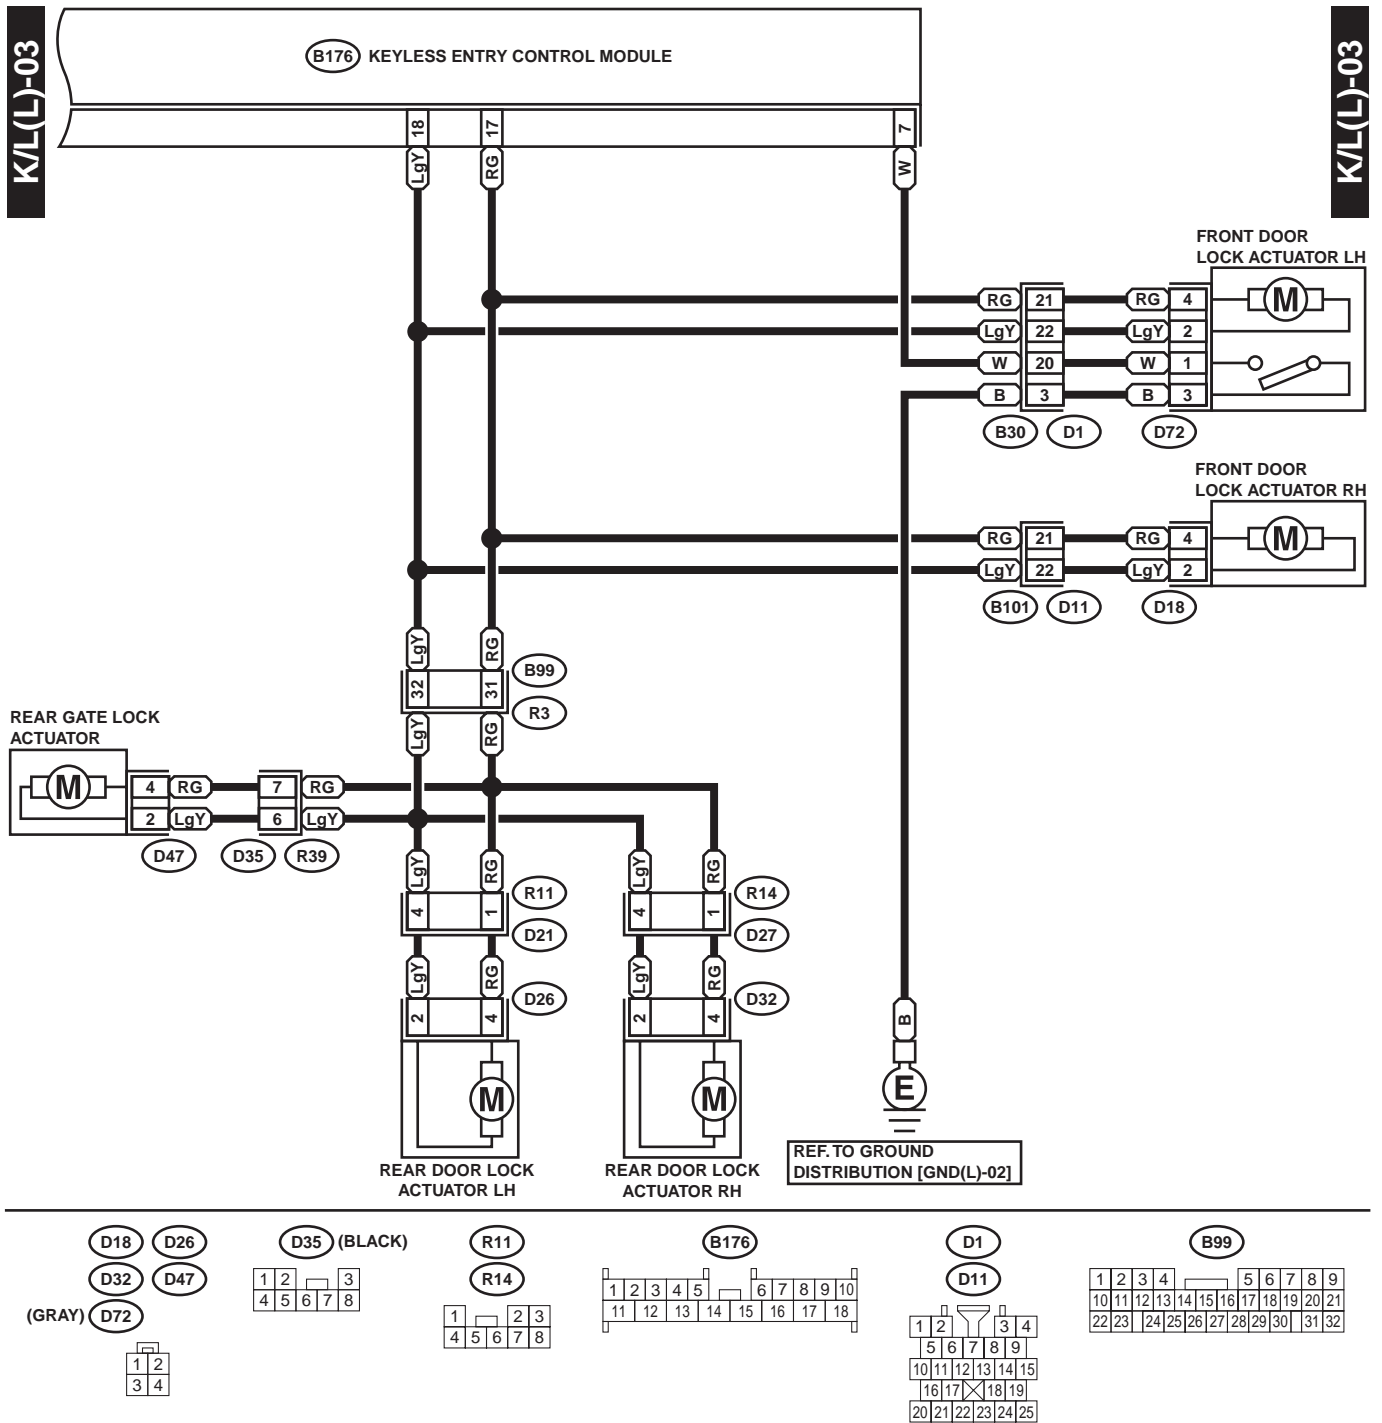 K/L(L)-03
K/L(L)-03
B176 KEYLESS ENTRY CONTROL MODULE
18 17 7
LgY RG W
FRONT DOOR
LOCK ACTUATOR LH
RG 21 RG 4 M
LgY 22 LgY 2
W 20 W 1
B 3 B 3
B30 D1 D72
FRONT DOOR
LOCK ACTUATOR RH
RG 21 RG 4 M
LgY 22 LgY 2
B101 D11 D18
LgY RG
B99
32 31
R3
LgY RG
REAR GATE LOCK
ACTUATOR
M 4 RG 7 RG
2 LgY 6 LgY
D47 D35 R39
LgY RG LgY RG
R11 R14
4 1 4 1
D21 D27
LgY RG LgY RG
D26 D32
2 4 2 4
B
M M E
REF. TO GROUND
DISTRIBUTION [GND(L)-02]
REAR DOOR LOCK
ACTUATOR LH
REAR DOOR LOCK
ACTUATOR RH
D18 D26
D32 D47
(GRAY) D72
1 2
3 4
D35 (BLACK)
1 2 3
4 5 6 7 8
R11
R14
1 2 3
4 5 6 7 8
B176
1 2 3 4 5 6 7 8 9 10
11 12 13 14 15 16 17 18
D1
D11
1 2 3 4
5 6 7 8 9
10 11 12 13 14 15
16 17 18 19
20 21 22 23 24 25
B99
1 2 3 4 5 6 7 8 9
10 11 12 13 14 15 16 17 18 19 20 21
22 23 24 25 26 27 28 29 30 31 32